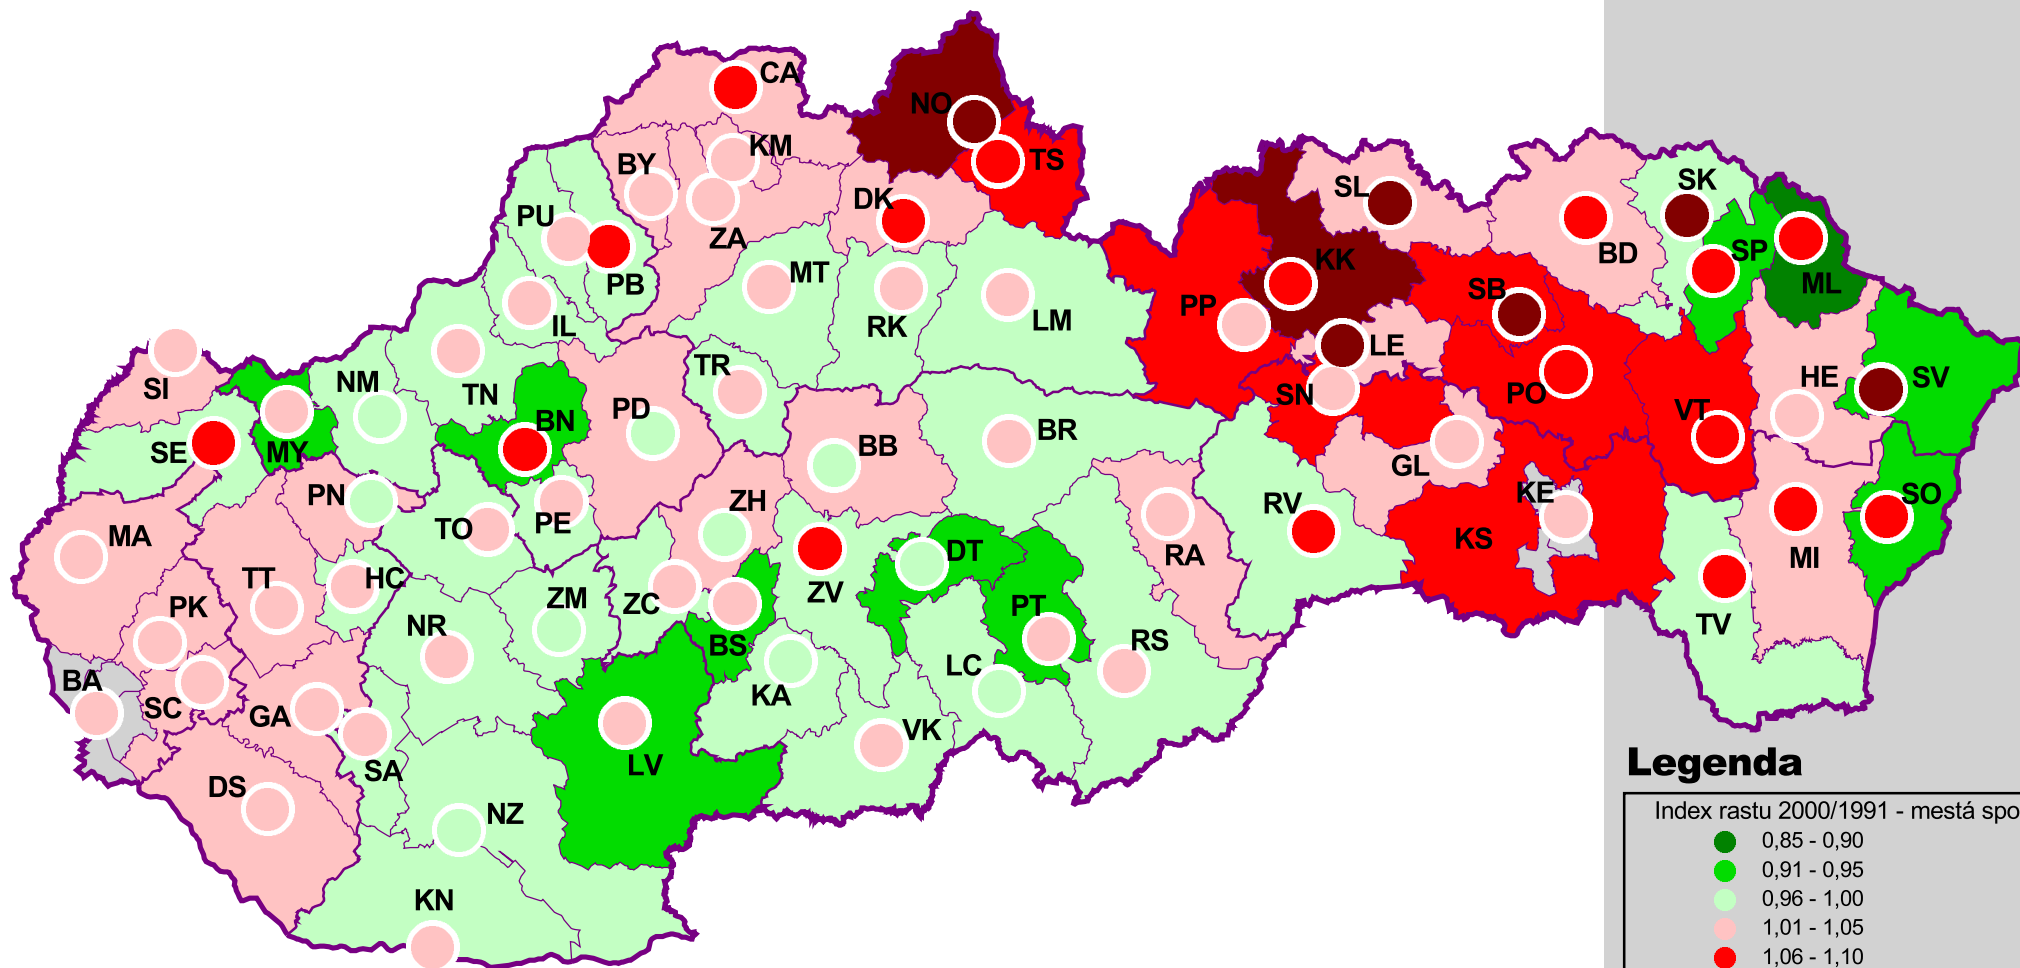 CA
NO
KM
BY
TS
DK
SL
SK
PU
ZA
BD
SP
KK
MT
PB
ML
SB
PP
IL
RK
LM
LE
TR
NM
SI
HE
SV
TN
SN
PO
BN
PD
VT
BR
BB
SE
MY
GL
PN
ZH
KE
SO
RV
TO
PE
MA
KS
DT
RA
MI
TT
HC
ZM
ZC
ZV
PK
PT
NR
TV
BS
RS
LC
BA
KA
SC
GA
VK
LV
SA
DS
NZ
KN
Legenda
Index rastu 2000/1991 - mestá spo
0,85 - 0,90
0,91 - 0,95
0,96 - 1,00
1,01 - 1,05
1,06 - 1,10